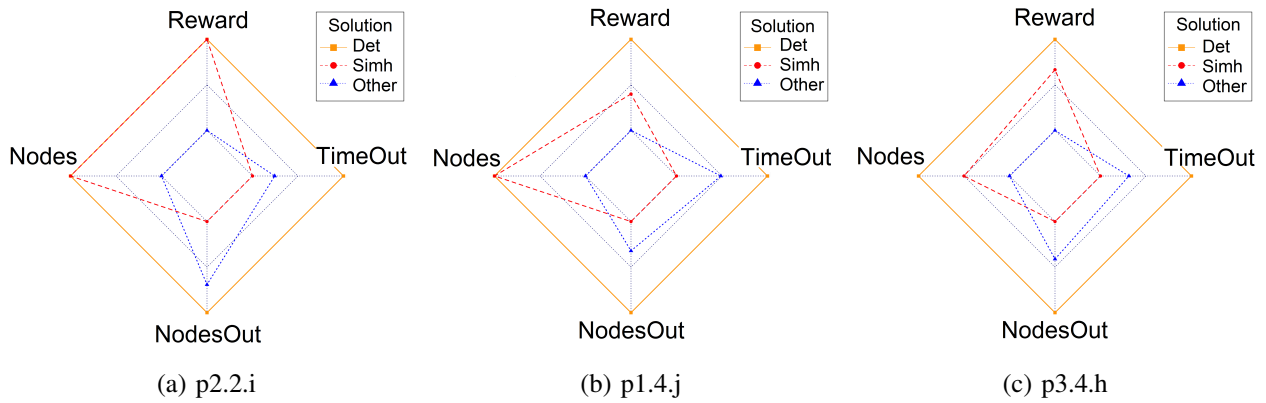 Reward
Solution
Det
Simh
Other
Nodes
TimeOut
NodesOut
(a) p2.2.i
Reward
Solution
Det
Simh
Other
Nodes
TimeOut
NodesOut
(b) p1.4.j
Reward
Solution
Det
Simh
Other
Nodes
TimeOut
NodesOut
(c) p3.4.h